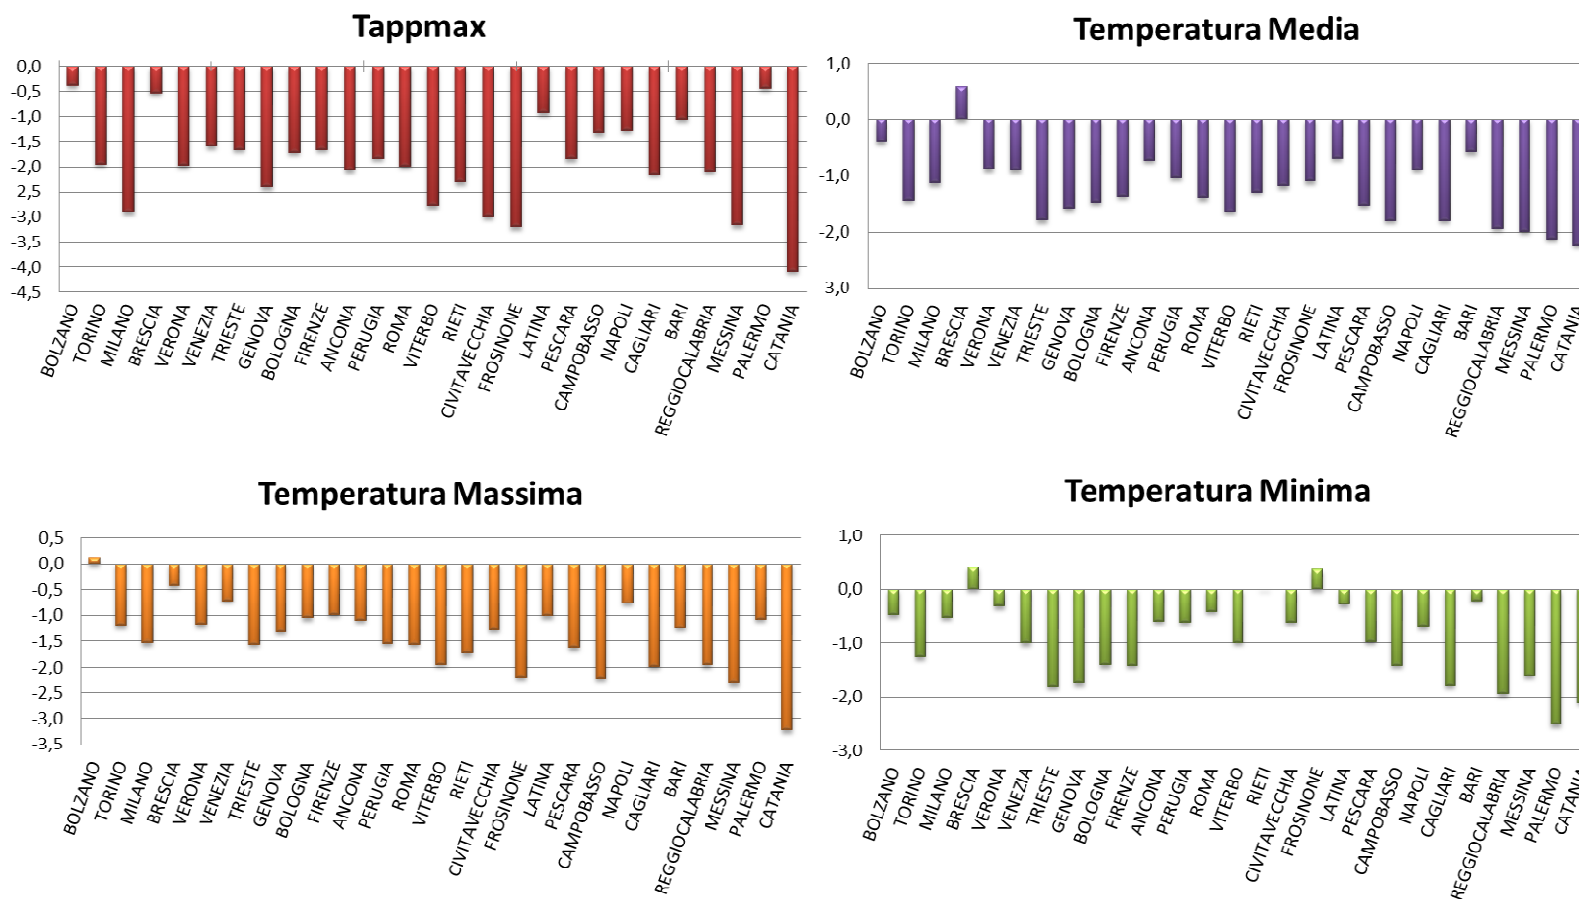 Tappmax
0,0
-0,5
-1,0
-1,5
-2,0
2,5
-3,0
-3,5
-4,0
-4,5
BOLZANO
TORINO
MILANO
BRESCIA
VERONA
VENEZIA
TRIESTE
GENOVA
BOLOGNA
FIRENZE
ANCONA
PERUGIA
ROMA
VITERBO
RIETI
CIVITAVECCHIA
FROSINONE
LATINA
PESCARA
CAMPOBASSO
NAPOLI
CAGLIARI
BARI
REGGIOCALABRIA
MESSINA
PALERMO
CATANIA
Temperatura Media
1,0
0,0
-1,0
-2,0
3,0
BOLZANO
TORINO
MILANO
BRESCIA
VERONA
VENEZIA
TRIESTE
GENOVA
BOLOGNA
FIRENZE
ANCONA
PERUGIA
ROMA
VITERBO
RIETI
CIVITAVECCHIA
FROSINONE
LATINA
PESCARA
CAMPOBASSO
NAPOLI
CAGLIARI
BARI
REGGIOCALABRIA
MESSINA
PALERMO
CATANIA
Temperatura Massima
0,5
0,0
-0,5
-1,0
-1,5
-2,0
-2,5
-3,0
-3,5
BOLZANO
TORINO
MILANO
BRESCIA
VERONA
VENEZIA
TRIESTE
GENOVA
BOLOGNA
FIRENZE
ANCONA
PERUGIA
ROMA
VITERBO
RIETI
CIVITAVECCHIA
FROSINONE
LATINA
PESCARA
CAMPOBASSO
NAPOLI
CAGLIARI
BARI
REGGIOCALABRIA
MESSINA
PALERMO
CATANIA
Temperatura Minima
1,0
0,0
-1,0
-2,0
-3,0
BOLZANO
TORINO
MILANO
BRESCIA
VERONA
VENEZIA
TRIESTE
GENOVA
BOLOGNA
FIRENZE
ANCONA
PERUGIA
ROMA
VITERBO
RIETI
CIVITAVECCHIA
FROSINONE
LATINA
PESCARA
CAMPOBASSO
NAPOLI
CAGLIARI
BARI
REGGIOCALABRIA
MESSINA
PALERMO
CATANIA